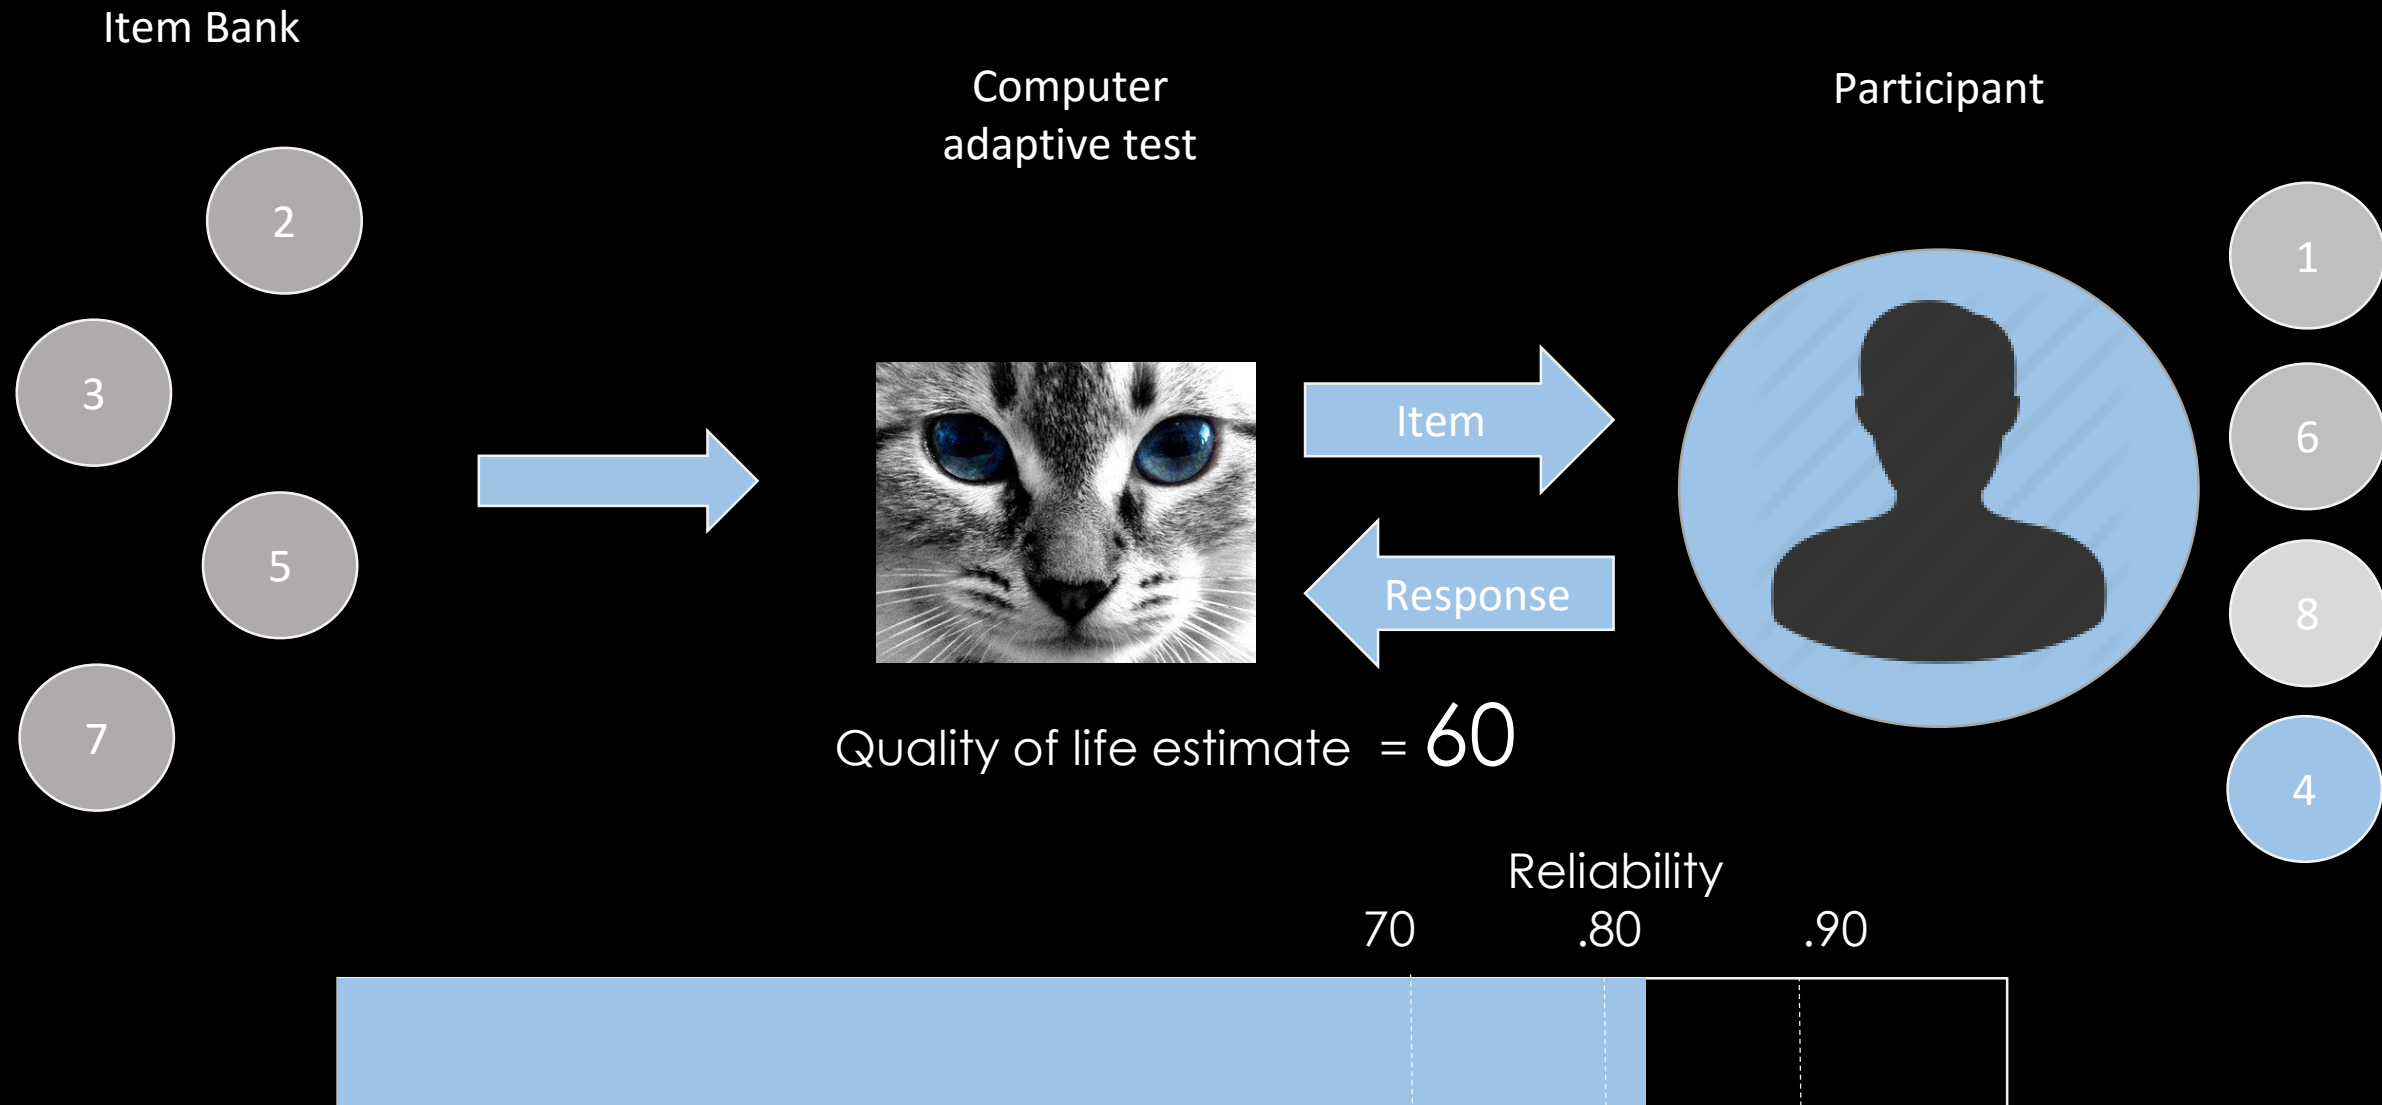 Item Bank
Computer
adaptive test
Participant
2
3
5
7
Item
Response
1
6
8
4
Quality of life estimate = 60
Reliability
70 .80 .90